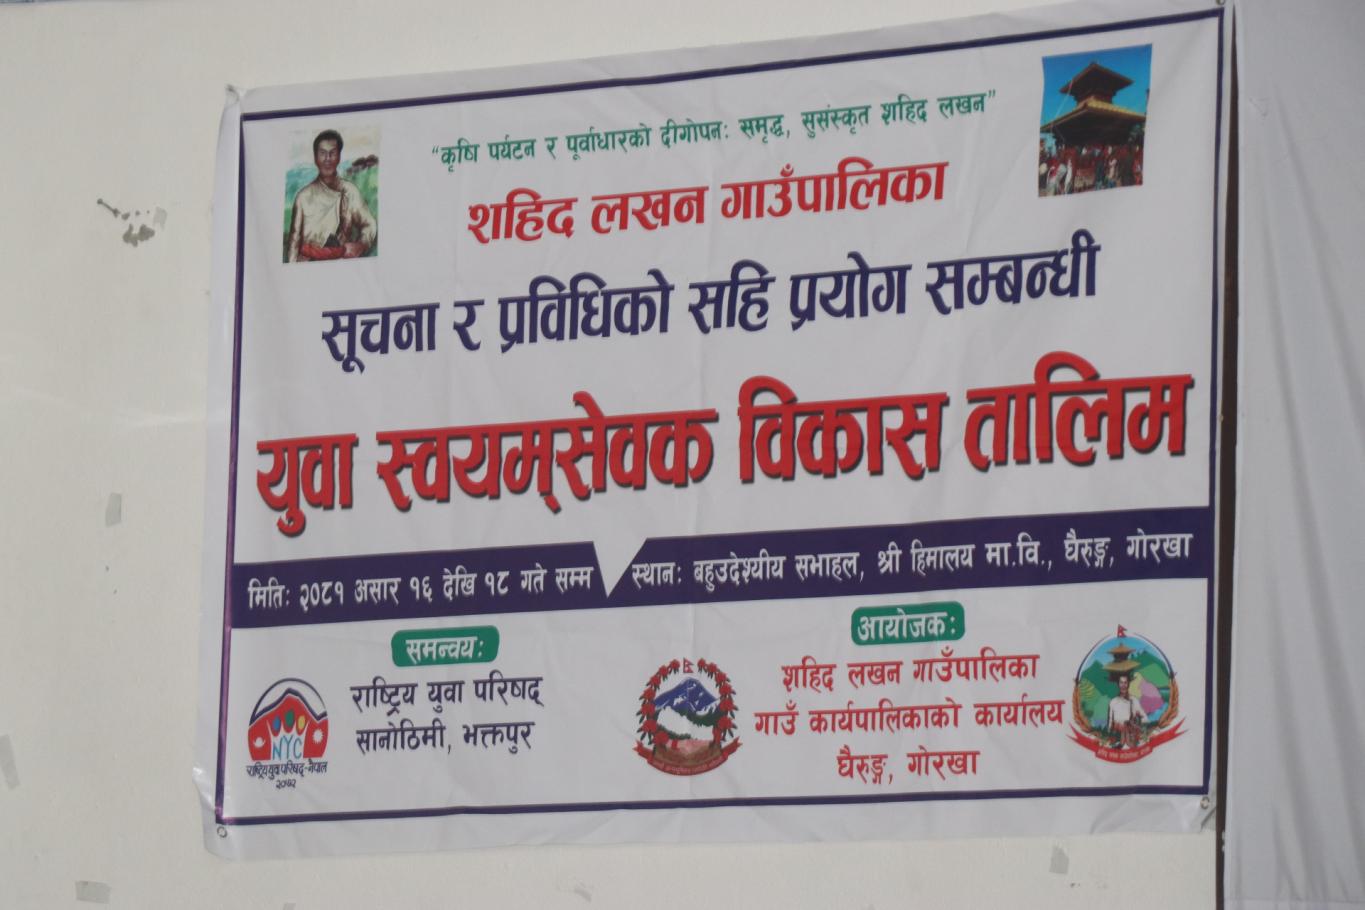 “कृषि पर्यटन र पूर्वाधारको दीगोपनः समृद्ध, सुसंस्कृत शहिद लखन”
शहिद लखन गाउँपालिका
सूचना र प्रविधिको सहि प्रयोग सम्बन्धी
युवा स्वयम्‌सेवक विकास तालिम
मितिः २०८१ असार १६ देखि १८ गते सम्म
स्थानः बहुउदेश्यीय सभाहल, श्री हिमालय मा.वि., घैरुङ्ग, गोरखा
समन्वयः
राष्ट्रिय युवा परिषद्
सानोठिमी, भक्तपुर
NYC
राष्ट्रिय युवा परिषद्-नेपाल
२०७२
आयोजकः
शहिद लखन गाउँपालिका
गाउँ कार्यपालिकाको कार्यालय
घैरुङ्ग, गोरखा